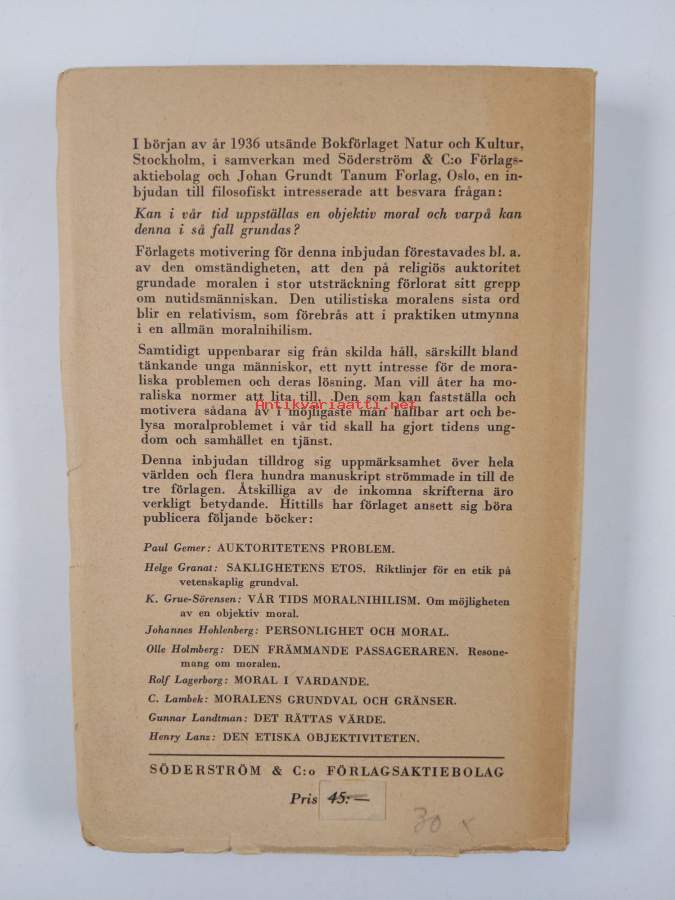 I början av år 1936 utsände Bokförlaget Natur och Kultur,
Stockholm, i samverkan med Söderström & C:o Förlags-
aktiebolag och Johan Grundt Tanum Forlag, Oslo, en in-
bjudan till filosofiskt intresserade att besvara frågan:
Kan i vår tid uppställas en objektiv moral och varpå kan
denna i så fall grundas?
Förlagets motivering för denna inbjudan förestavades bl. a.
av den omständigheten, att den på religiös auktoritet
grundade moralen i stor utsträckning förlorat sitt grepp
om nutidsmänniskan. Den utilistiska moralens sista ord
blir en relativism, som förebrås att i praktiken utmynna
i en allmän moralnihilism.
Samtidigt uppenbarar sig från skilda håll, särskillt bland
tänkande unga människor, ett nytt intresse för de mora-
liska problemen och deras lösning. Man vill åter ha mo-
raliska normer att lita till. Den som kan fastställa och
Antikvariaatti.net
motivera sådana av i möjligaste mån hållbar art och be-
lysa moralproblemet i vår tid skall ha gjort tidens ung-
dom och samhället en tjänst.
Denna inbjudan tilldrog sig uppmärksamhet över hela
världen och flera hundra manuskript strömmade in till de
tre förlagen. Åtskilliga av de inkomna skrifterna äro
verkligt betydande. Hittills har förlaget ansett sig böra
publicera följande böcker:
Paul Gemer: AUKTORITETENS PROBLEM.
Helge Granat: SAKLIGHETENS ETOS. Riktlinjer för en etik på
vetenskaplig grundval.
K. Grue-Sörensen: VÅR TIDS MORALNIHILISM. Om möjligheten
av en objektiv moral.
Johannes Hohlenberg: PERSONLIGHET OCH MORAL.
Olle Holmberg: DEN FRÄMMANDE PASSAGERAREN. Resone-
mang om moralen.
Rolf Lagerborg: MORAL I VARDANDE.
C. Lambek: MORALENS GRUNDVAL OCH GRÄNSER.
Gunnar Landtman: DET RÄTTAS VÄRDE.
Henry Lanz: DEN ETISKA OBJEKTIVITETEN.
SÖDERSTRÖM & C:o FÖRLAGSAKTIEBOLAG
Pris 45:—
30 x